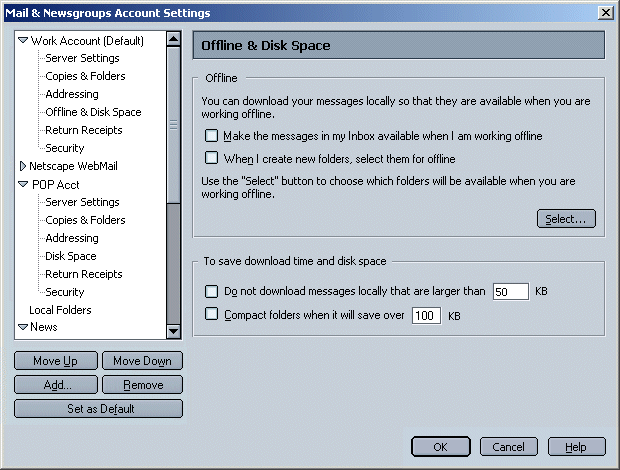 Mail & Newsgroups Account Settings
Work Account (Default)
Server Settings
Copies & Folders
Addressing
Offline & Disk Space
Return Receipts
Security
Netscape WebMail
POP Acct
Server Settings
Copies & Folders
Addressing
Disk Space
Return Receipts
Security
Local Folders
News
Move Up
Move Down
Add...
Remove
Set as Default
Offline & Disk Space
Offline
You can download your messages locally so that they are available when you are
working offline.
Make the messages in my Inbox available when I am working offline
When I create new folders, select them for offline
Use the "Select" button to choose which folders will be available when you are
working offline.
Select...
To save download time and disk space
Do not download messages locally that are larger than 50 KB
Compact folders when it will save over 100 KB
OK
Cancel
Help